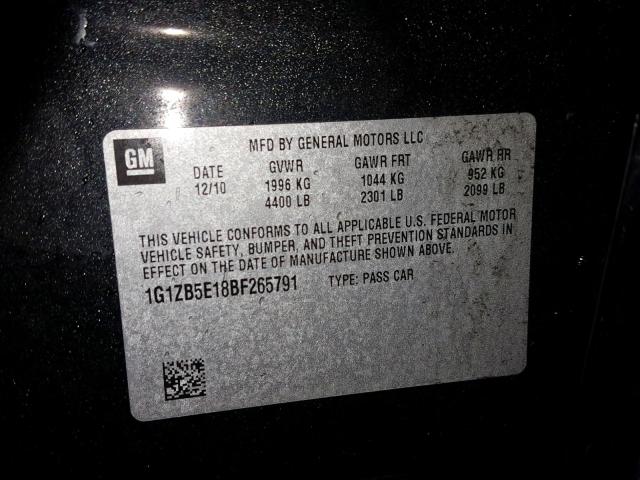 GM
MFD BY GENERAL MOTORS LLC
DATE GVWR GAWR FRT GAWR RR
12/10 1996 KG 1044 KG 952 KG
4400 LB 2301 LB 2099 LB
THIS VEHICLE CONFORMS TO ALL APPLICABLE U.S. FEDERAL MOTOR
VEHICLE SAFETY, BUMPER, AND THEFT PREVENTION STANDARDS IN
EFFECT ON THE DATE OF MANUFACTURE SHOWN ABOVE.
1G1ZB5E18BF265791 TYPE: PASS CAR